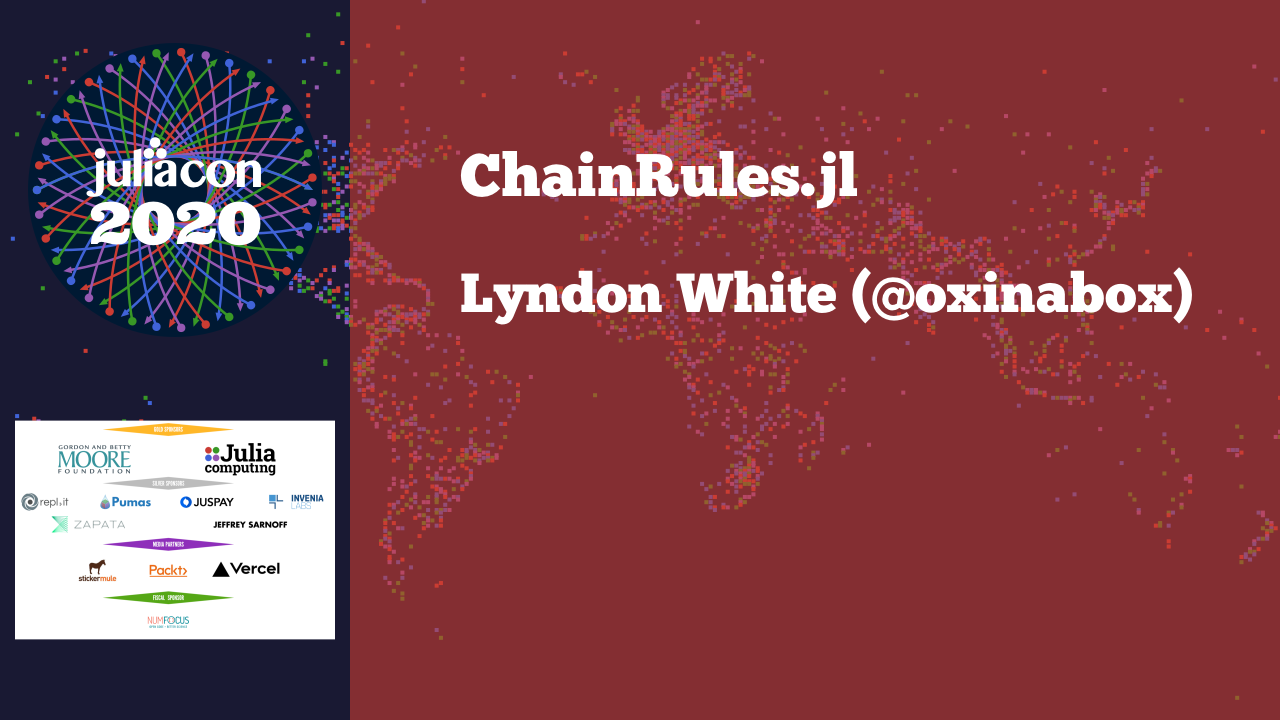 juliacon
2020
ChainRules.jl
Lyndon White (@oxinabox)
GOLD SPONSORS
GORDON AND BETTY
MOORE
FOUNDATION
Julia
computing
SILVER SPONSORS
repl.it
Pumas
JUSPAY
INVENIA
LABS
ZAPATA
JEFFREY SARNOFF
MEDIA PARTNERS
stickermule
Packt>
Vercel
FISCAL SPONSOR
NUMFOCUS